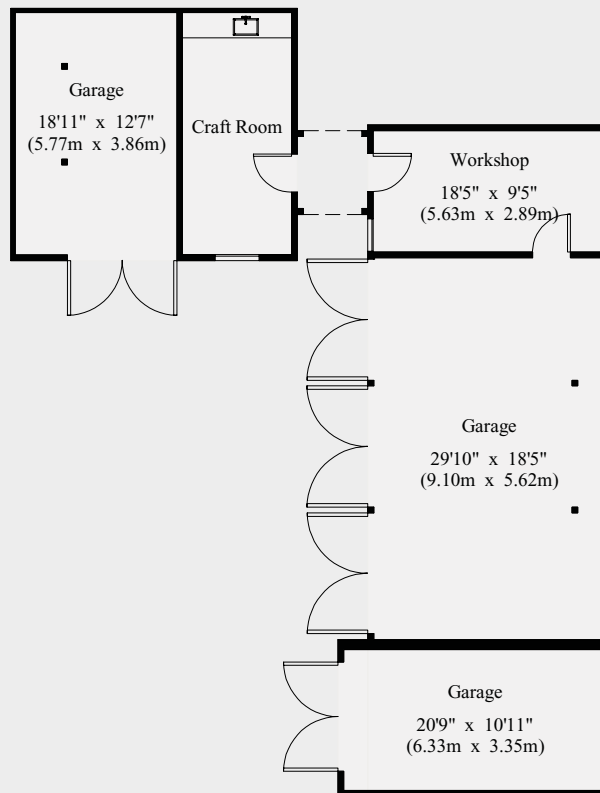 Garage
18'11" x 12'7"
(5.77m x 3.86m)
Craft Room
Workshop
18'5" x 9'5"
(5.63m x 2.89m)
Garage
29'10" x 18'5"
(9.10m x 5.62m)
Garage
20'9" x 10'11"
(6.33m x 3.35m)